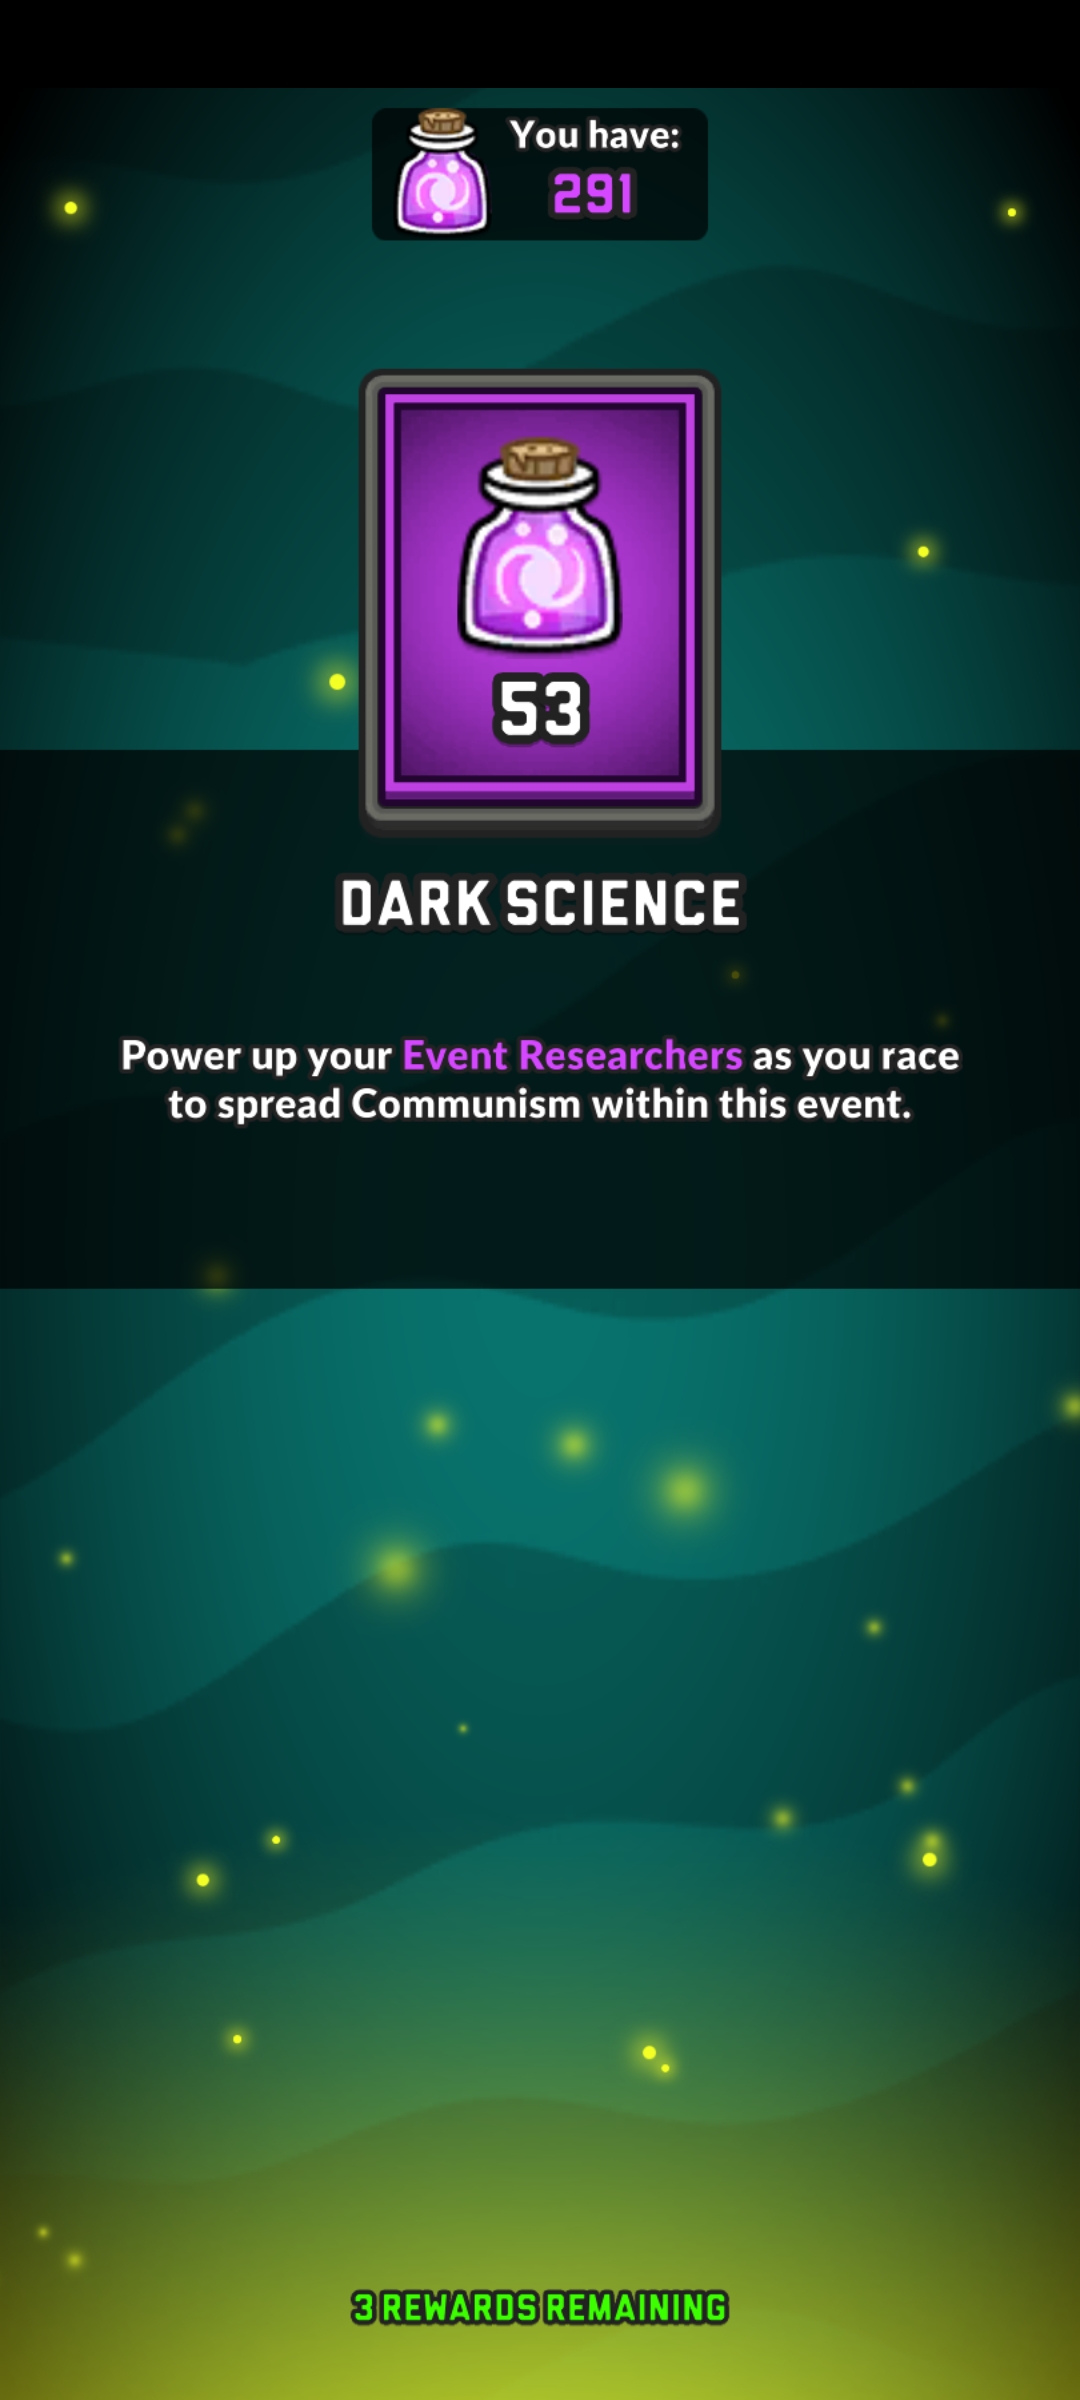 You have:
291
53
DARK SCIENCE
Power up your Event Researchers as you race
to spread Communism within this event.
3 REWARDS REMAINING